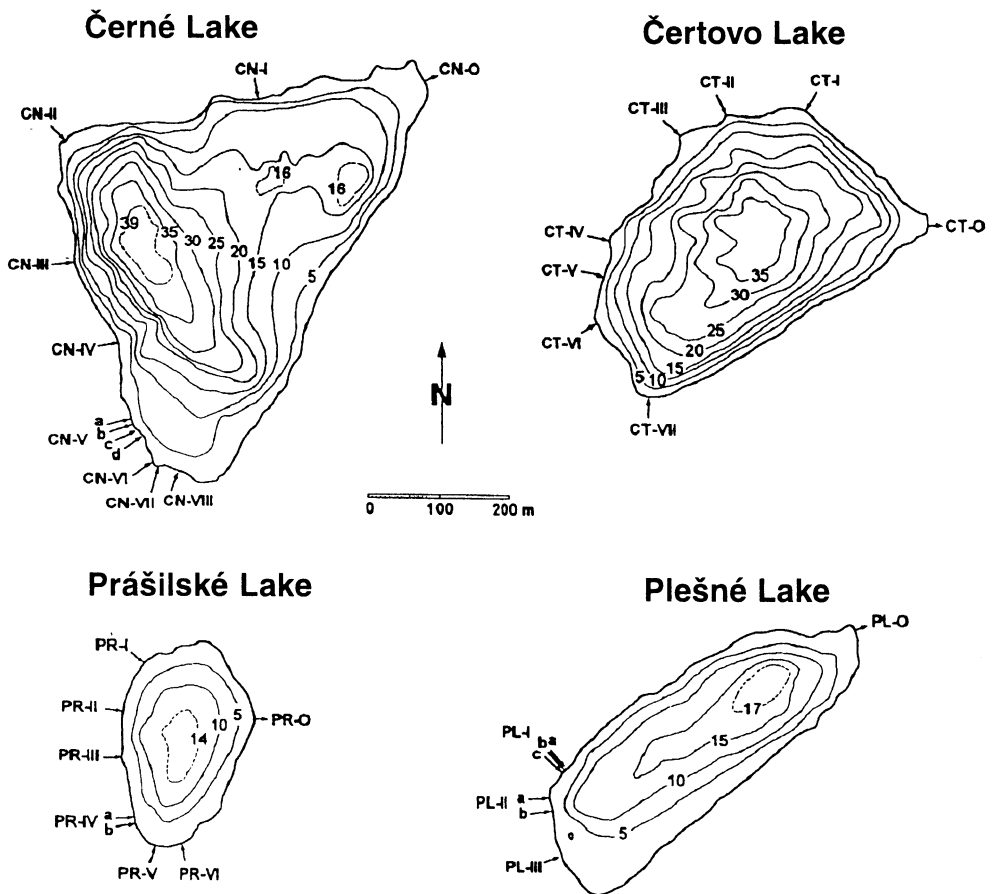 Černé Lake
CN-I
CN-O
CN-II
16
16
39
35
30
25
20
15
10
5
CN-III
CN-IV
a
b
CN-V
c
d
CN-VI
CN-VII
CN-VIII
Čertovo Lake
CT-II
CT-I
CT-III
CT-O
CT-IV
CT-V
35
30
CT-VI
25
20
15
5
10
CT-VII
N
0 100 200 m
Prášilské Lake
PR-I
PR-II
5
10
PR-O
14
PR-III
PR-IV
a
b
PR-V
PR-VI
Plešné Lake
PL-O
17
15
PL-I
b a
c
10
PL-II
a
b
5
PL-III